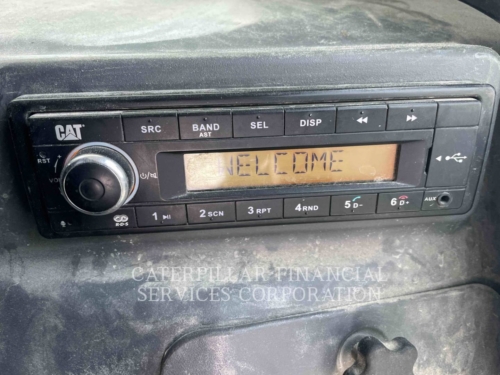 CAT SRC BAND AST SEL DISP
RST
VOL
WELCOME
BDS
1 2 SCN 3 RPT 4 RND 5 D- 6 D+ AUX
CATERPILLAR FINANCIAL
SERVICES CORPORATION